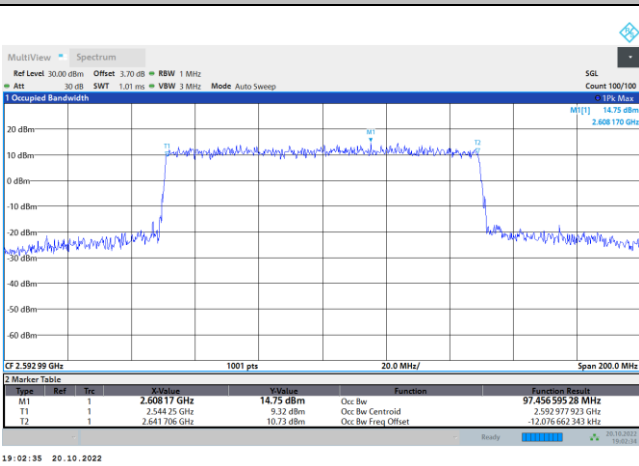 MultiView Spectrum
Ref Level 30.00 dBm Offset 3.70 dB RBW 1 MHz SGL
Att 30 dB SWT 1.01 ms VBW 3 MHz Mode Auto Sweep Count 100/100
1 Occupied Bandwidth 1Pk Max
M1[1] 14.75 dBm
2.608 170 GHz
20 dBm
M1
T1 T2
10 dBm
0 dBm
-10 dBm
-20 dBm
-30 dBm
-40 dBm
-50 dBm
-60 dBm
CF 2.592 99 GHz 1001 pts 20.0 MHz/ Span 200.0 MHz
2 Marker Table
Type Ref Trc X-Value Y-Value Function Function Result
M1 1 2.608 17 GHz 14.75 dBm Occ Bw 97.456 595 28 MHz
T1 1 2.544 25 GHz 9.32 dBm Occ Bw Centroid 2.592 977 923 GHz
T2 1 2.641 706 GHz 10.73 dBm Occ Bw Freq Offset -12.076 662 343 kHz
Ready 20.10.2022
19:02:34
19:02:35 20.10.2022